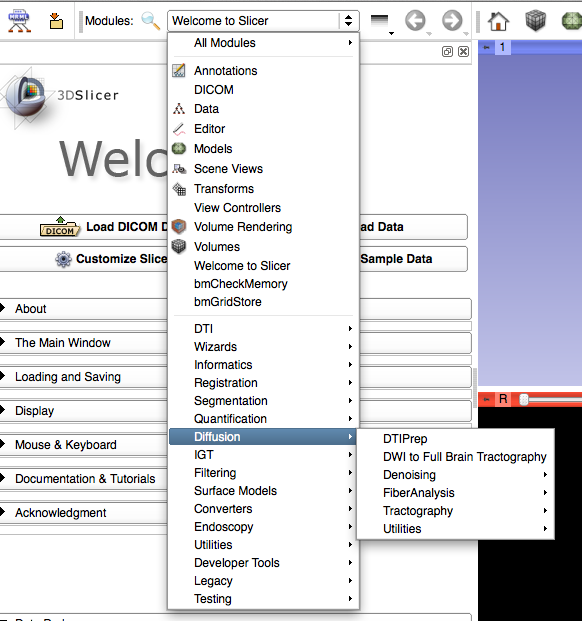 MRML
Modules: Welcome to Slicer
All Modules
1
Annotations
3DSlicer
DICOM
Data
Editor
Welc
Models
Scene Views
Transforms
View Controllers
DICOM Load DICOM D
Volume Rendering
ad Data
Volumes
Customize Slice
Sample Data
Welcome to Slicer
bmCheckMemory
bmGridStore
About
DTI
The Main Window
Wizards
Informatics
Loading and Saving
Registration
Segmentation
R
Display
Quantification
Diffusion
DTIPrep
Mouse & Keyboard
IGT
DWI to Full Brain Tractography
Filtering
Denoising
Documentation & Tutorials
Surface Models
FiberAnalysis
Converters
Tractography
Acknowledgment
Endoscopy
Utilities
Utilities
Developer Tools
Legacy
Testing